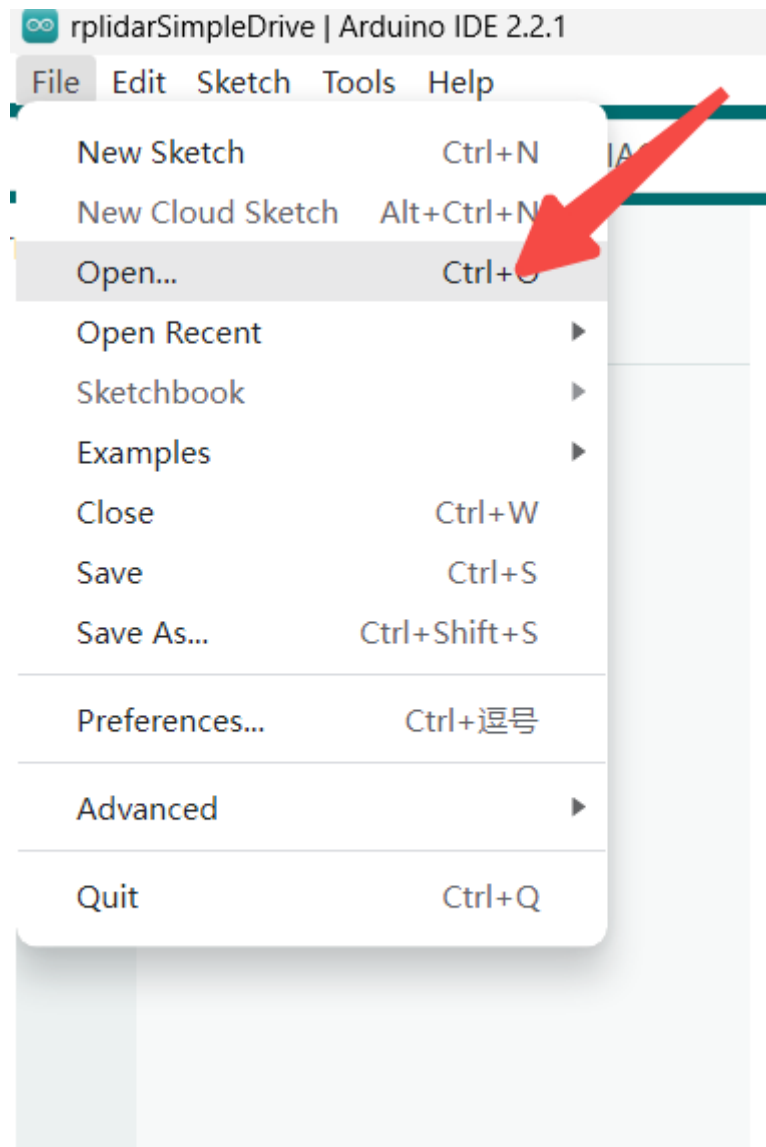 rplidarSimpleDrive | Arduino IDE 2.2.1
File Edit Sketch Tools Help
New Sketch Ctrl+N
New Cloud Sketch Alt+Ctrl+N
Open... Ctrl+O
Open Recent
Sketchbook
Examples
Close Ctrl+W
Save Ctrl+S
Save As... Ctrl+Shift+S
Preferences... Ctrl+逗号
Advanced
Quit Ctrl+Q